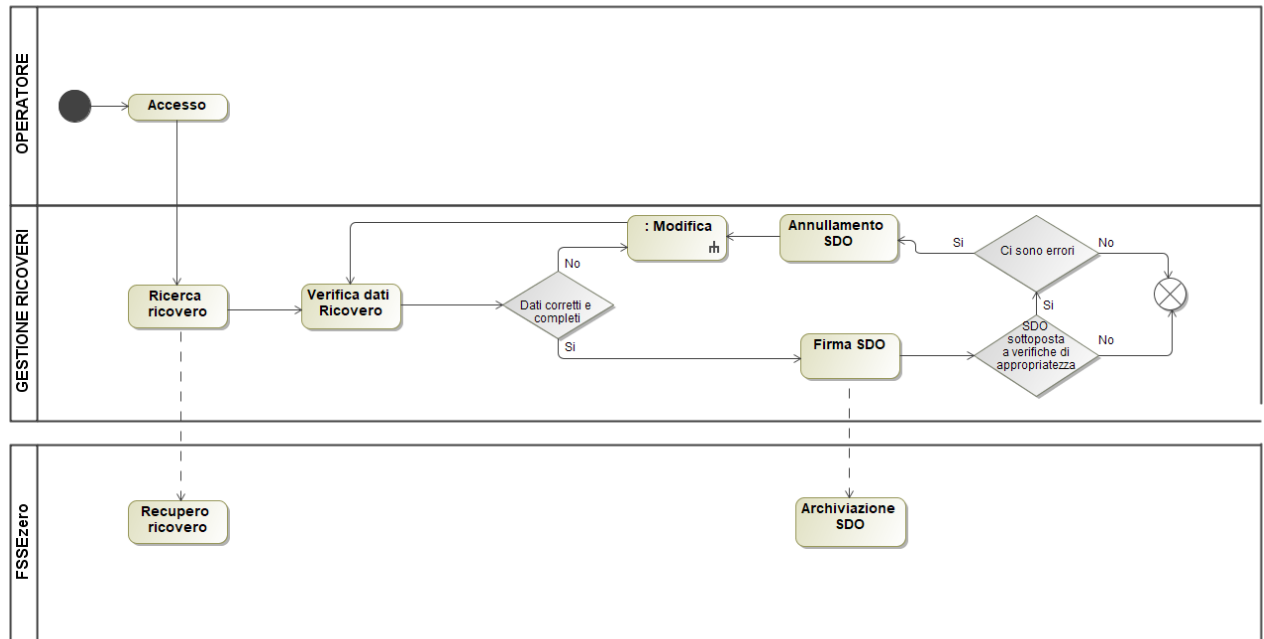 OPERATORE
Accesso
GESTIONE RICOVERI
Ricerca
ricovero
Verifica dati
Ricovero
Dati corretti e
completi
No
Si
: Modifica
Annullamento
SDO
Si
Ci sono errori
No
Si
Firma SDO
SDO
sottoposta
a verifiche di
appropriatezza
No
FSSEzero
Recupero
ricovero
Archiviazione
SDO